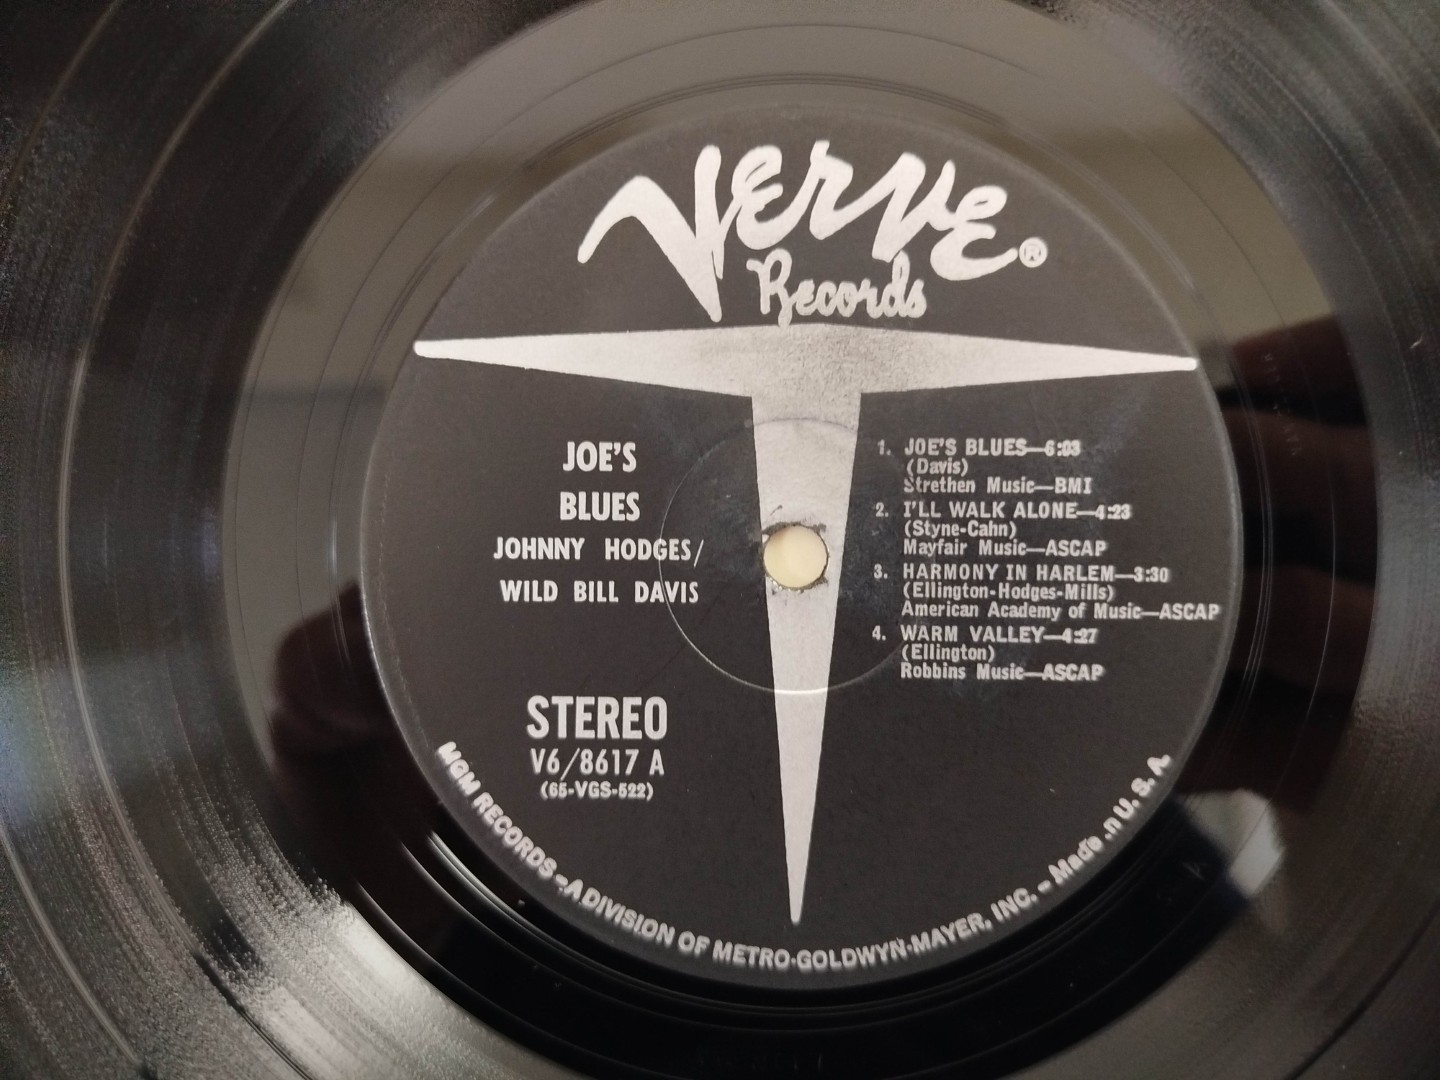 Verve ®
Records
JOE'S
BLUES
JOHNNY HODGES/
WILD BILL DAVIS
1. JOE'S BLUES—6:03
(Davis)
Strethen Music—BMI
2. I'LL WALK ALONE—4:23
(Styne-Cahn)
Mayfair Music—ASCAP
3. HARMONY IN HARLEM—3:30
(Ellington-Hodges-Mills)
American Academy of Music—ASCAP
4. WARM VALLEY—4:27
(Ellington)
Robbins Music—ASCAP
STEREO
V6/8617 A
(65-VGS-522)
MGM RECORDS - A DIVISION OF METRO-GOLDWYN-MAYER, INC. - Made in U. S. A.